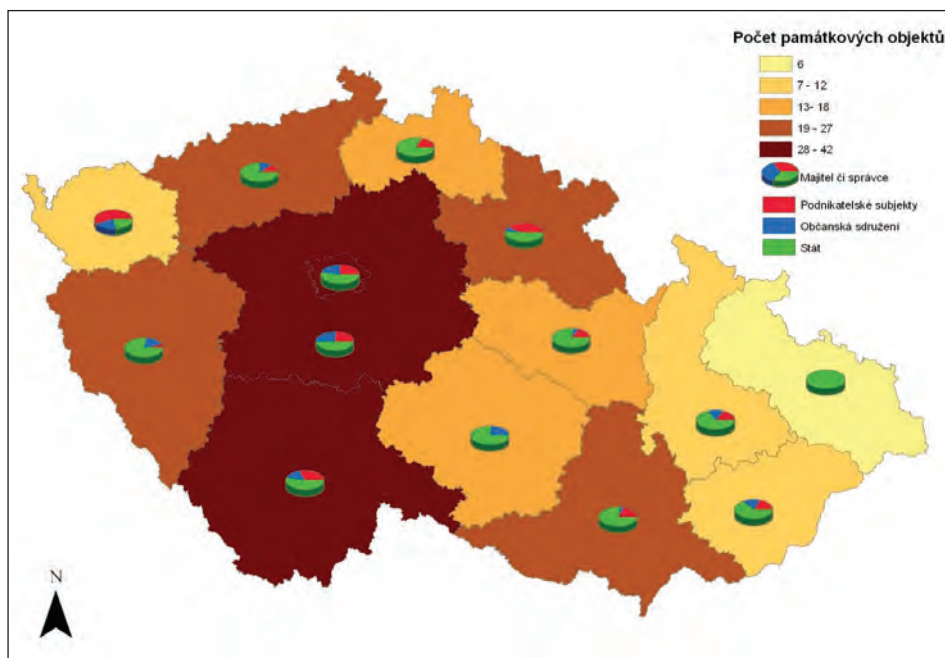 Počet památkových objektů
6
7 - 12
13- 18
19 - 27
28 - 42
Majitel či správce
Podnikatelské subjekty
Občanská sdružení
Stát
N